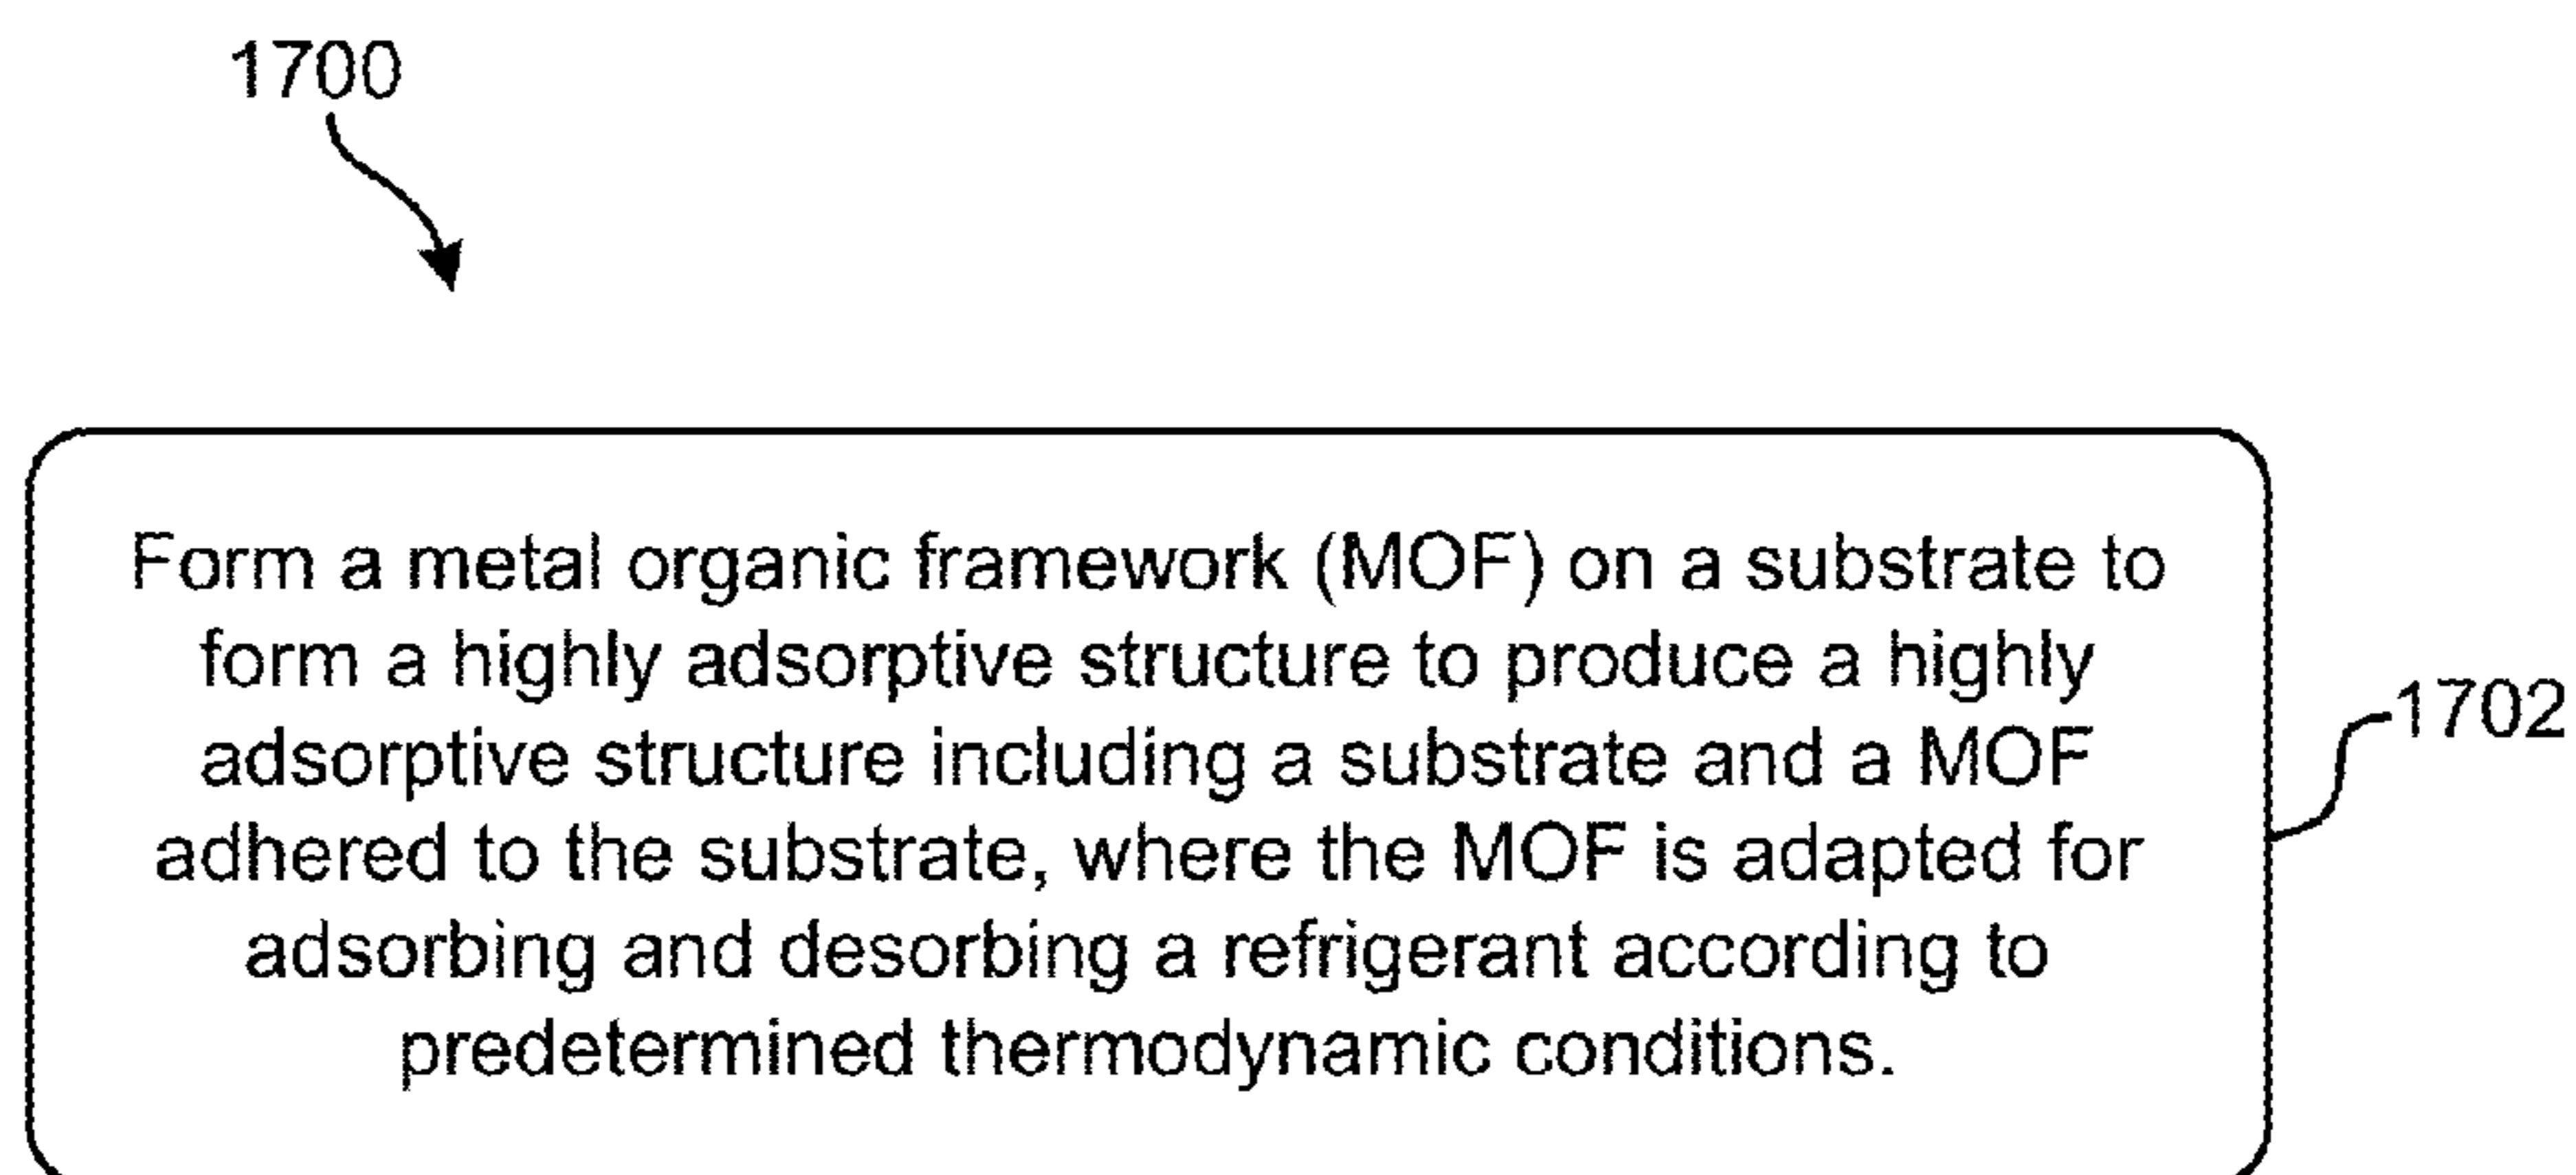 1700
Form a metal organic framework (MOF) on a substrate to
form a highly adsorptive structure to produce a highly
adsorptive structure including a substrate and a MOF
adhered to the substrate, where the MOF is adapted for
adsorbing and desorbing a refrigerant according to
predetermined thermodynamic conditions.
1702